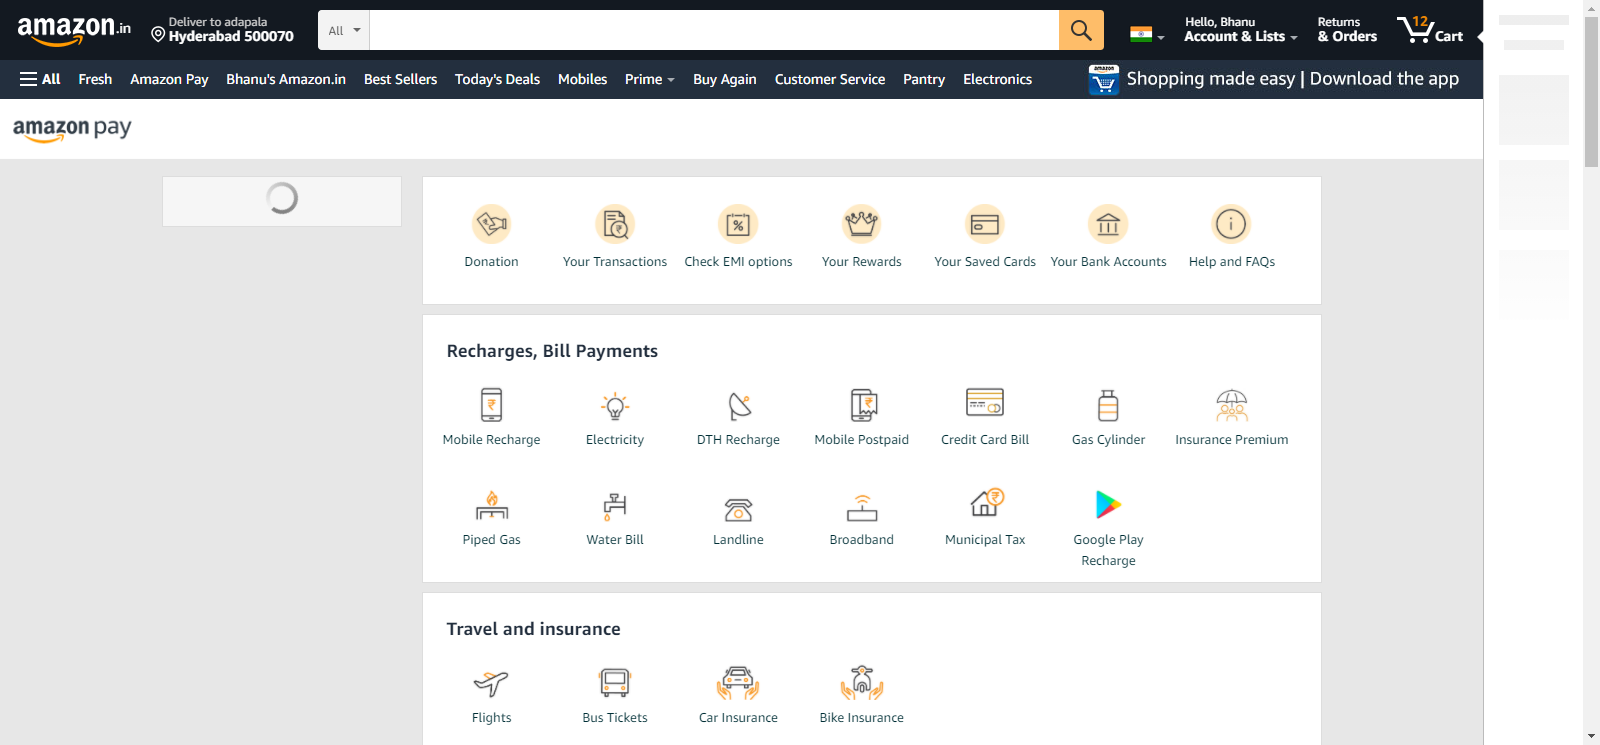 amazon.in
Deliver to adapala
Hyderabad 500070
All
Hello, Bhanu
Account & Lists
Returns
& Orders
12
Cart
All
Fresh
Amazon Pay
Bhanu's Amazon.in
Best Sellers
Today's Deals
Mobiles
Prime
Buy Again
Customer Service
Pantry
Electronics
amazon
Shopping made easy | Download the app
amazon pay
Donation
Your Transactions
Check EMI options
Your Rewards
Your Saved Cards
Your Bank Accounts
Help and FAQs
Recharges, Bill Payments
Mobile Recharge
Electricity
DTH Recharge
Mobile Postpaid
Credit Card Bill
Gas Cylinder
Insurance Premium
Piped Gas
Water Bill
Landline
Broadband
Municipal Tax
Google Play
Recharge
Travel and insurance
Flights
Bus Tickets
Car Insurance
Bike Insurance